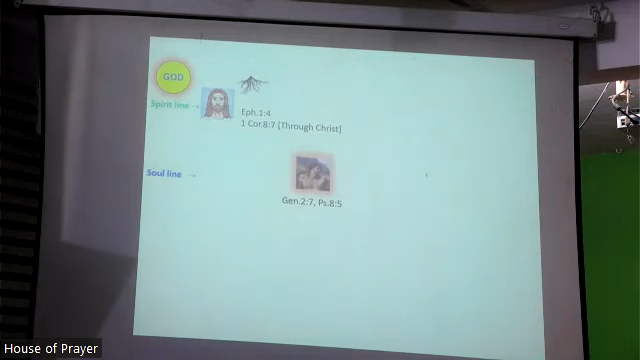 GOD
Spirit line
Eph.1:4
1 Cor.8:7 [Through Christ]
Soul line
Gen.2:7, Ps.8:5
House of Prayer